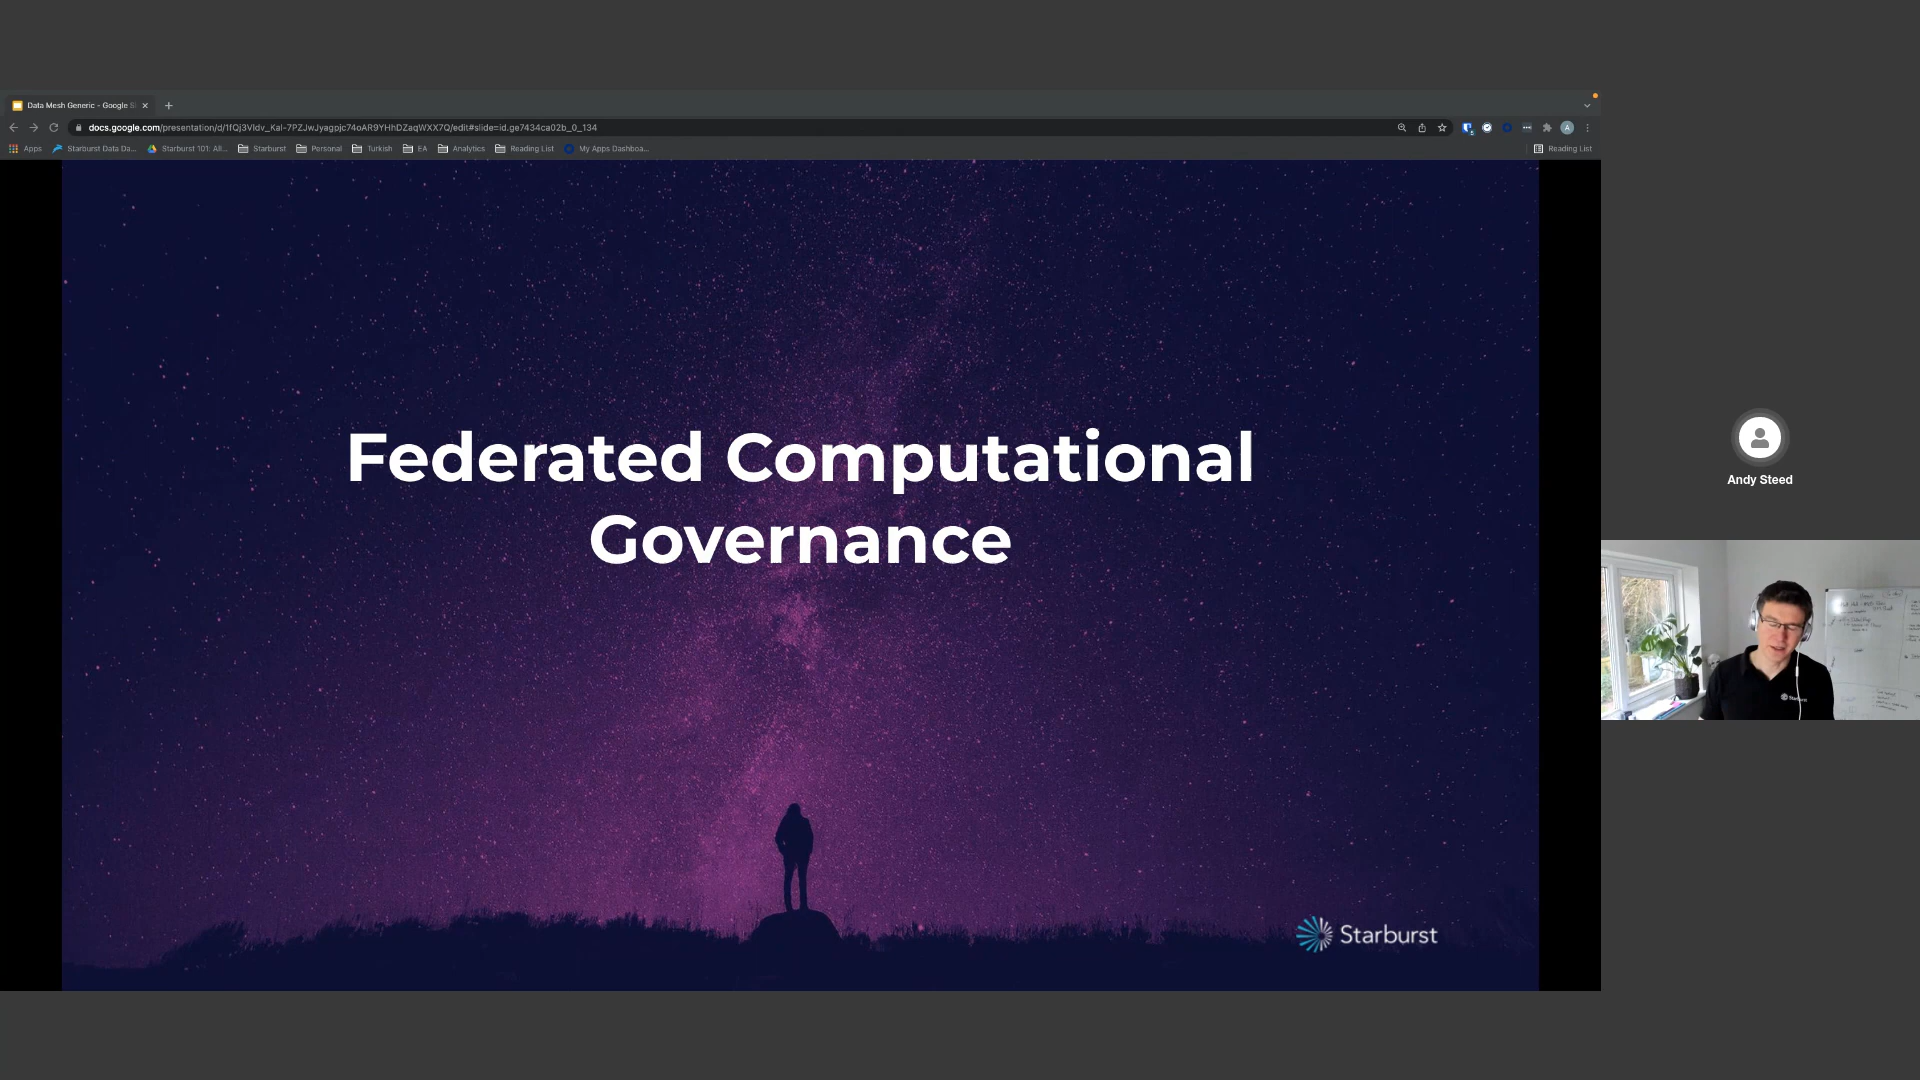 Data Mesh Generic - Google S
docs.google.com/presentation/d/1fQj3VIdv_KaI-7PZJwJyagpjc74oAR9YHhDZaqWXX7Q/edit#slide=id.ge7434ca02b_0_134
Apps
Starburst Data Da...
Starburst 101: All...
Starburst
Personal
Turkish
EA
Analytics
Reading List
My Apps Dashboa...
Reading List
Federated Computational
Governance
Starburst
Andy Steed